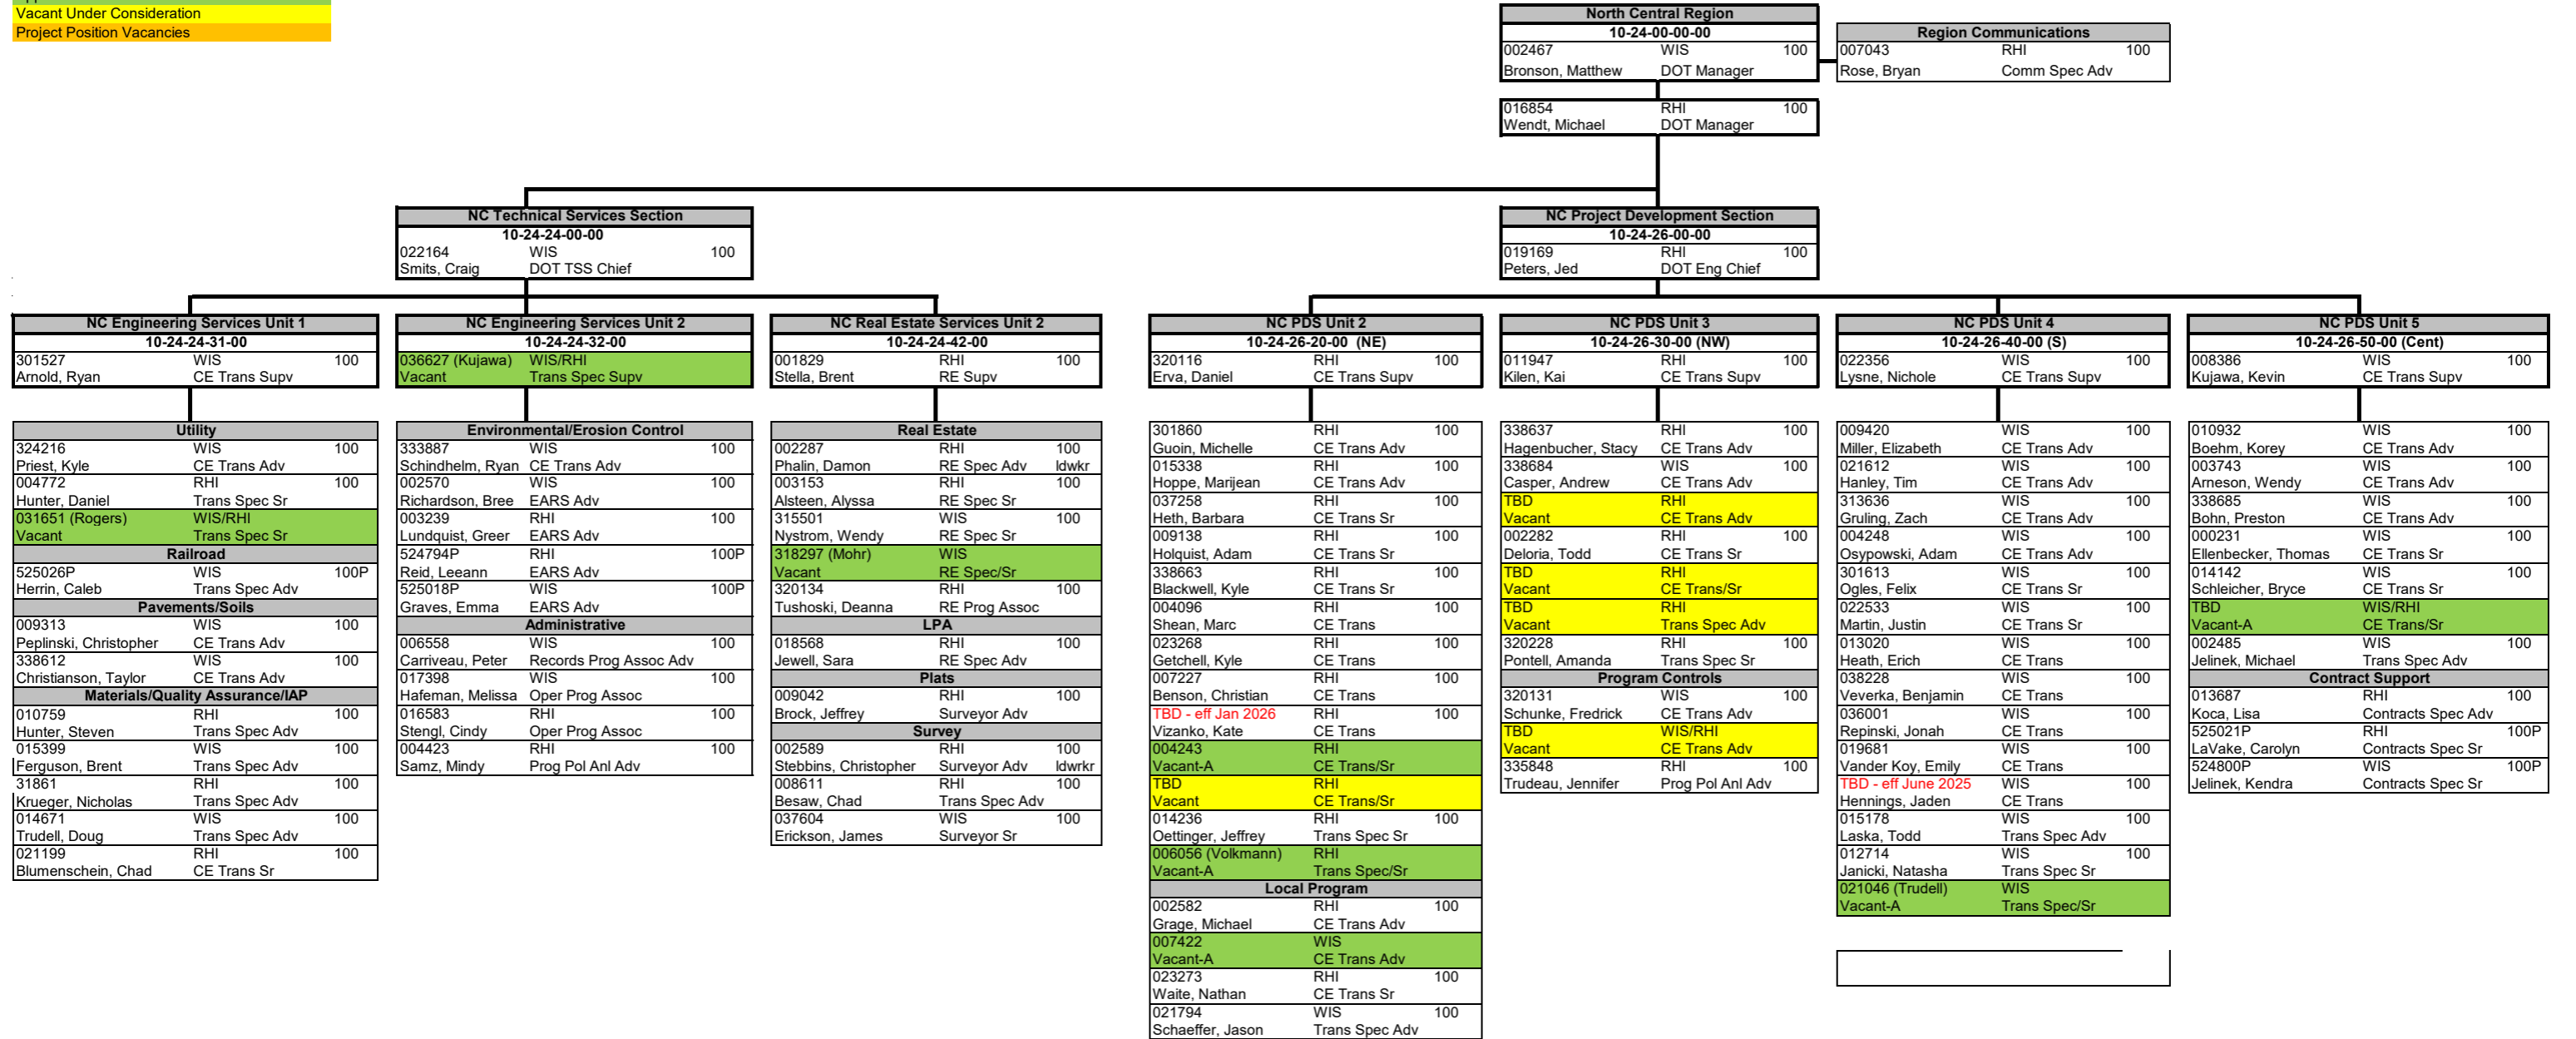 Vacant Under Consideration
Project Position Vacancies
North Central Region
10-24-00-00-00
002467 WIS 100
Bronson, Matthew DOT Manager
Region Communications
007043 RHI 100
Rose, Bryan Comm Spec Adv
016854 RHI 100
Wendt, Michael DOT Manager
NC Technical Services Section
10-24-24-00-00
022164 WIS 100
Smits, Craig DOT TSS Chief
NC Project Development Section
10-24-26-00-00
019169 RHI 100
Peters, Jed DOT Eng Chief
NC Engineering Services Unit 1
10-24-24-31-00
301527 WIS 100
Arnold, Ryan CE Trans Supv
Utility
324216 WIS 100
Priest, Kyle CE Trans Adv
004772 RHI 100
Hunter, Daniel Trans Spec Sr
031651 (Rogers) WIS/RHI
Vacant Trans Spec Sr
Railroad
525026P WIS 100P
Herrin, Caleb Trans Spec Adv
Pavements/Soils
009313 WIS 100
Peplinski, Christopher CE Trans Adv
338612 WIS 100
Christianson, Taylor CE Trans Adv
Materials/Quality Assurance/IAP
010759 RHI 100
Hunter, Steven Trans Spec Adv
015399 WIS 100
Ferguson, Brent Trans Spec Adv
31861 RHI 100
Krueger, Nicholas Trans Spec Adv
014671 WIS 100
Trudell, Doug Trans Spec Adv
021199 RHI 100
Blumenschein, Chad CE Trans Sr
NC Engineering Services Unit 2
10-24-24-32-00
036627 (Kujawa) WIS/RHI
Vacant Trans Spec Supv
Environmental/Erosion Control
333887 WIS 100
Schindhelm, Ryan CE Trans Adv
002570 WIS 100
Richardson, Bree EARS Adv
003239 RHI 100
Lundquist, Greer EARS Adv
524794P RHI 100P
Reid, Leeann EARS Adv
525018P WIS 100P
Graves, Emma EARS Adv
Administrative
006558 WIS 100
Carriveau, Peter Records Prog Assoc Adv
017398 WIS 100
Hafeman, Melissa Oper Prog Assoc
016583 RHI 100
Stengl, Cindy Oper Prog Assoc
004423 RHI 100
Samz, Mindy Prog Pol Anl Adv
NC Real Estate Services Unit 2
10-24-24-42-00
001829 RHI 100
Stella, Brent RE Supv
Real Estate
002287 RHI 100
Phalin, Damon RE Spec Adv ldwkr
003153 RHI 100
Alsteen, Alyssa RE Spec Sr
315501 WIS 100
Nystrom, Wendy RE Spec Sr
318297 (Mohr) WIS
Vacant RE Spec/Sr
320134 RHI 100
Tushoski, Deanna RE Prog Assoc
LPA
018568 RHI 100
Jewell, Sara RE Spec Adv
Plats
009042 RHI 100
Brock, Jeffrey Surveyor Adv
Survey
002589 RHI 100
Stebbins, Christopher Surveyor Adv ldwrkr
008611 RHI 100
Besaw, Chad Trans Spec Adv
037604 WIS 100
Erickson, James Surveyor Sr
NC PDS Unit 2
10-24-26-20-00 (NE)
320116 RHI 100
Erva, Daniel CE Trans Supv
301860 RHI 100
Guoin, Michelle CE Trans Adv
015338 RHI 100
Hoppe, Marijean CE Trans Adv
037258 RHI 100
Heth, Barbara CE Trans Sr
009138 RHI 100
Holquist, Adam CE Trans Sr
338663 RHI 100
Blackwell, Kyle CE Trans Sr
004096 RHI 100
Shean, Marc CE Trans
023268 RHI 100
Getchell, Kyle CE Trans
007227 RHI 100
Benson, Christian CE Trans
TBD - eff Jan 2026 RHI 100
Vizanko, Kate CE Trans
004243 RHI
Vacant-A CE Trans/Sr
TBD RHI
Vacant CE Trans/Sr
014236 RHI 100
Oettinger, Jeffrey Trans Spec Sr
006056 (Volkmann) RHI
Vacant-A Trans Spec/Sr
Local Program
002582 RHI 100
Grage, Michael CE Trans Adv
007422 WIS
Vacant-A CE Trans Adv
023273 RHI 100
Waite, Nathan CE Trans Sr
021794 WIS 100
Schaeffer, Jason Trans Spec Adv
NC PDS Unit 3
10-24-26-30-00 (NW)
011947 RHI 100
Kilen, Kai CE Trans Supv
338637 RHI 100
Hagenbucher, Stacy CE Trans Adv
338684 WIS 100
Casper, Andrew CE Trans Adv
TBD RHI
Vacant CE Trans Adv
002282 RHI 100
Deloria, Todd CE Trans Sr
TBD RHI
Vacant CE Trans/Sr
TBD RHI
Vacant Trans Spec Adv
320228 RHI 100
Pontell, Amanda Trans Spec Sr
Program Controls
320131 WIS 100
Schunke, Fredrick CE Trans Adv
TBD WIS/RHI
Vacant CE Trans Adv
335848 RHI 100
Trudeau, Jennifer Prog Pol Anl Adv
NC PDS Unit 4
10-24-26-40-00 (S)
022356 WIS 100
Lysne, Nichole CE Trans Supv
009420 WIS 100
Miller, Elizabeth CE Trans Adv
021612 WIS 100
Hanley, Tim CE Trans Adv
313636 WIS 100
Gruling, Zach CE Trans Adv
004248 WIS 100
Osypowski, Adam CE Trans Adv
301613 WIS 100
Ogles, Felix CE Trans Sr
022533 WIS 100
Martin, Justin CE Trans Sr
013020 WIS 100
Heath, Erich CE Trans
038228 WIS 100
Veverka, Benjamin CE Trans
036001 WIS 100
Repinski, Jonah CE Trans
019681 WIS 100
Vander Koy, Emily CE Trans
TBD - eff June 2025 WIS 100
Hennings, Jaden CE Trans
015178 WIS 100
Laska, Todd Trans Spec Adv
012714 WIS 100
Janicki, Natasha Trans Spec Sr
021046 (Trudell) WIS
Vacant-A Trans Spec/Sr
NC PDS Unit 5
10-24-26-50-00 (Cent)
008386 WIS 100
Kujawa, Kevin CE Trans Supv
010932 WIS 100
Boehm, Korey CE Trans Adv
003743 WIS 100
Arneson, Wendy CE Trans Adv
338685 WIS 100
Bohn, Preston CE Trans Adv
000231 WIS 100
Ellenbecker, Thomas CE Trans Sr
014142 WIS 100
Schleicher, Bryce CE Trans Sr
TBD WIS/RHI
Vacant-A CE Trans/Sr
002485 WIS 100
Jelinek, Michael Trans Spec Adv
Contract Support
013687 RHI 100
Koca, Lisa Contracts Spec Adv
525021P RHI 100P
LaVake, Carolyn Contracts Spec Sr
524800P WIS 100P
Jelinek, Kendra Contracts Spec Sr